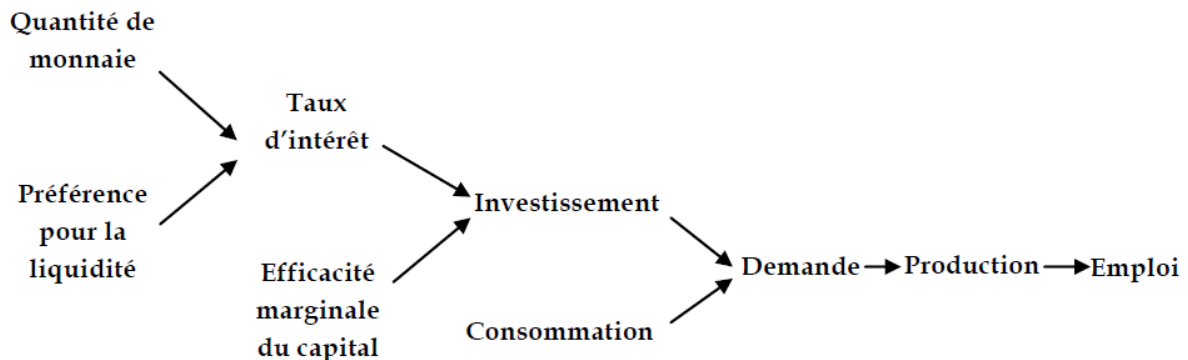 Quantité de
monnaie
Taux
d’intérêt
Préférence
pour la
liquidité
Investissement
Efficacité
marginale
du capital
Consommation
Demande
Production
Emploi